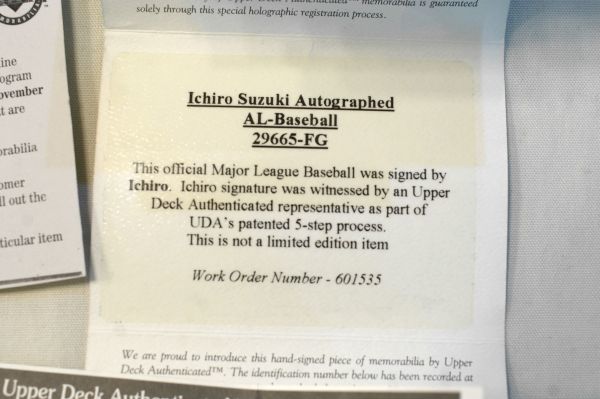 memorabilia is guaranteed
solely through this special holographic registration process.
ine
ogram
ovember
t are
orabilia
omer
ll out the
ticular item
Ichiro Suzuki Autographed
AL-Baseball
29665-FG
This official Major League Baseball was signed by
Ichiro. Ichiro signature was witnessed by an Upper
Deck Authenticated representative as part of
UDA's patented 5-step process.
This is not a limited edition item
Work Order Number - 601535
We are proud to introduce this hand-signed piece of memorabilia by Upper
Deck Authenticated™. The identification number below has been recorded at
Upper Deck